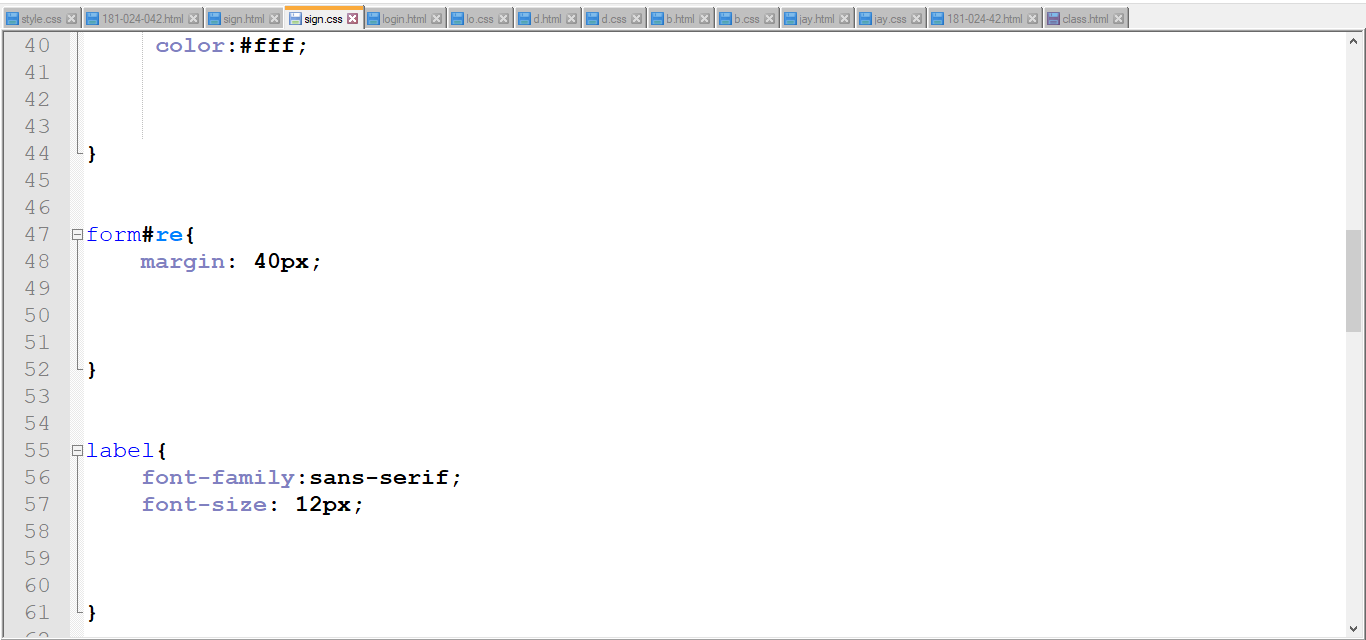 style.css 181-024-042.html sign.html sign.css login.html lo.css d.html d.css b.html b.css jay.html jay.css 181-024-42.html class.html
40 color:#fff;
41
42
43
44 }
45
46
47 form#re{
48 margin: 40px;
49
50
51
52 }
53
54
55 label{
56 font-family:sans-serif;
57 font-size: 12px;
58
59
60
61 }
62